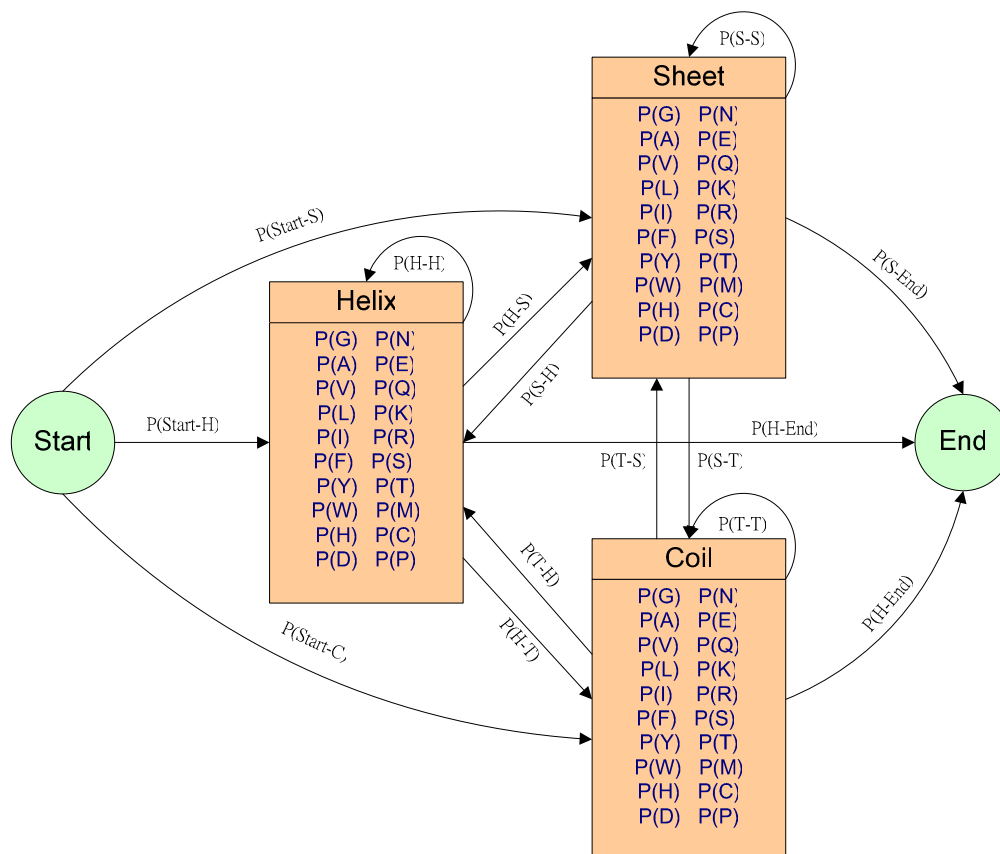 P(S-S)
Sheet
P(G) P(N)
P(A) P(E)
P(V) P(Q)
P(L) P(K)
P(I) P(R)
P(F) P(S)
P(Y) P(T)
P(W) P(M)
P(H) P(C)
P(D) P(P)
P(Start-S)
P(H-H)
Helix
P(G) P(N)
P(A) P(E)
P(V) P(Q)
P(L) P(K)
P(I) P(R)
P(F) P(S)
P(Y) P(T)
P(W) P(M)
P(H) P(C)
P(D) P(P)
P(H-S)
P(S-H)
P(S-End)
Start
P(Start-H)
P(H-End)
End
P(T-S)
P(S-T)
P(T-T)
P(T-H)
P(H-T)
P(Start-C)
Coil
P(G) P(N)
P(A) P(E)
P(V) P(Q)
P(L) P(K)
P(I) P(R)
P(F) P(S)
P(Y) P(T)
P(W) P(M)
P(H) P(C)
P(D) P(P)
P(H-End)